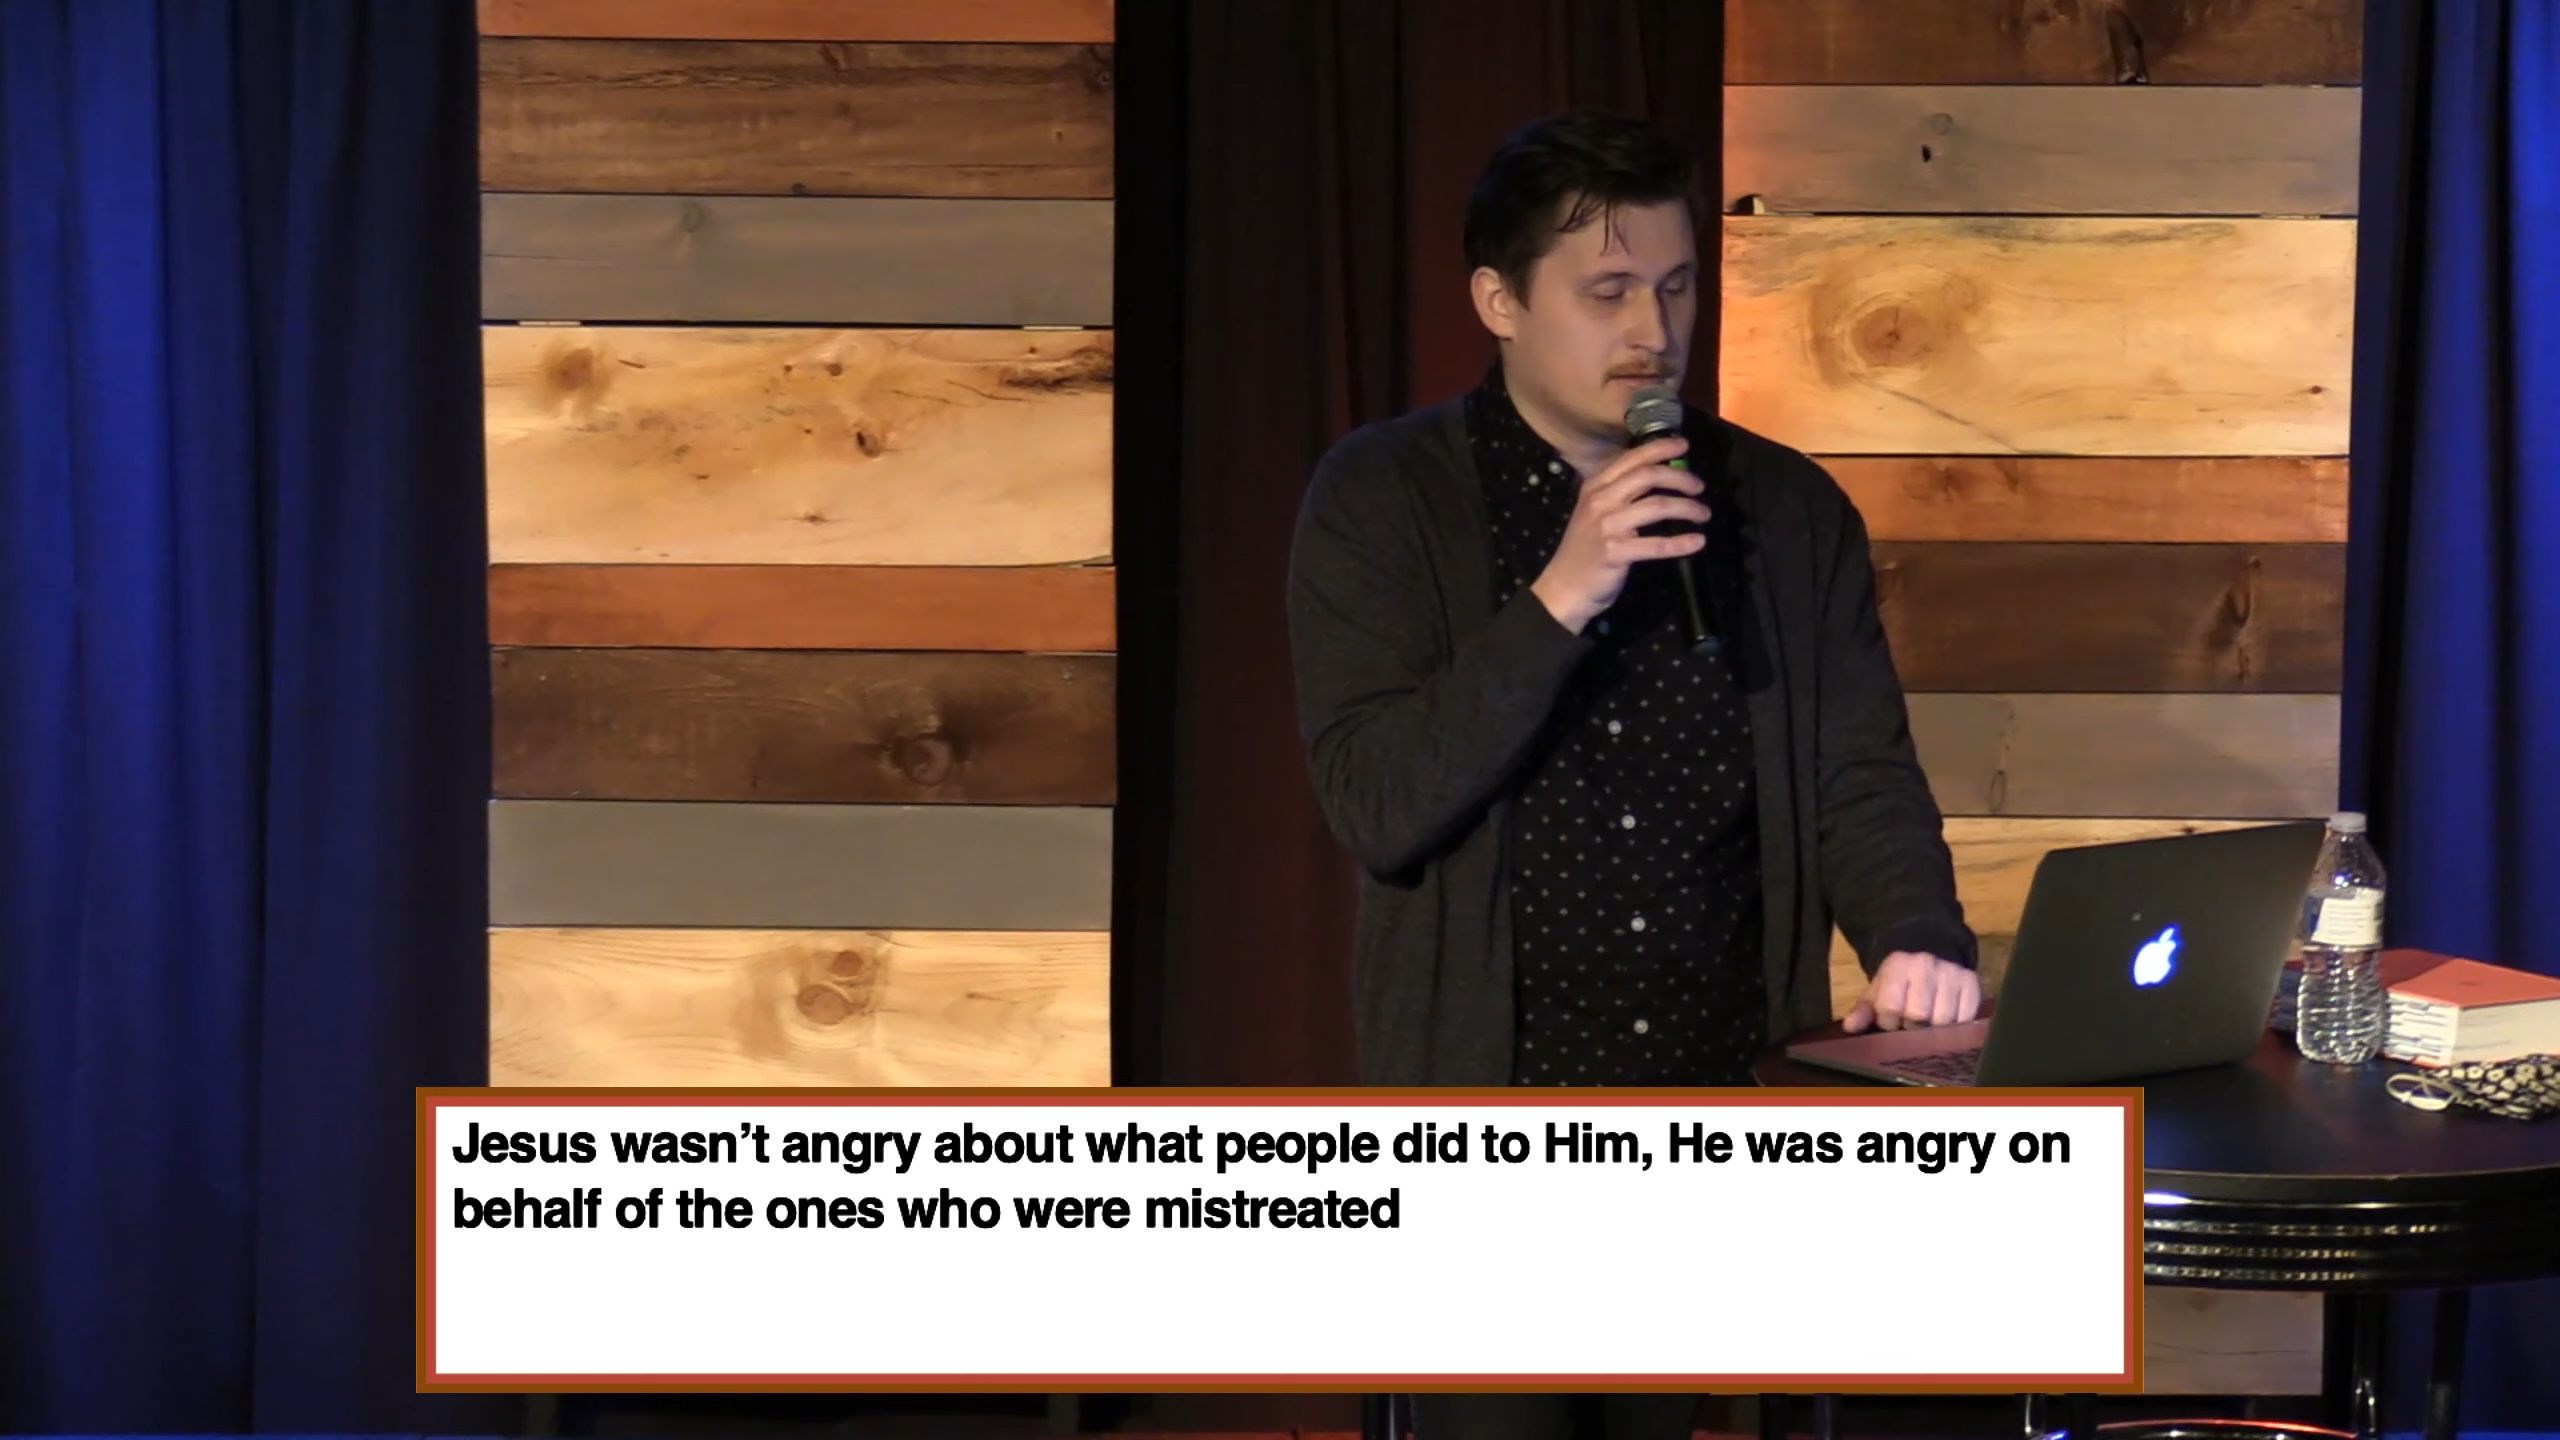 Jesus wasn’t angry about what people did to Him, He was angry on
behalf of the ones who were mistreated